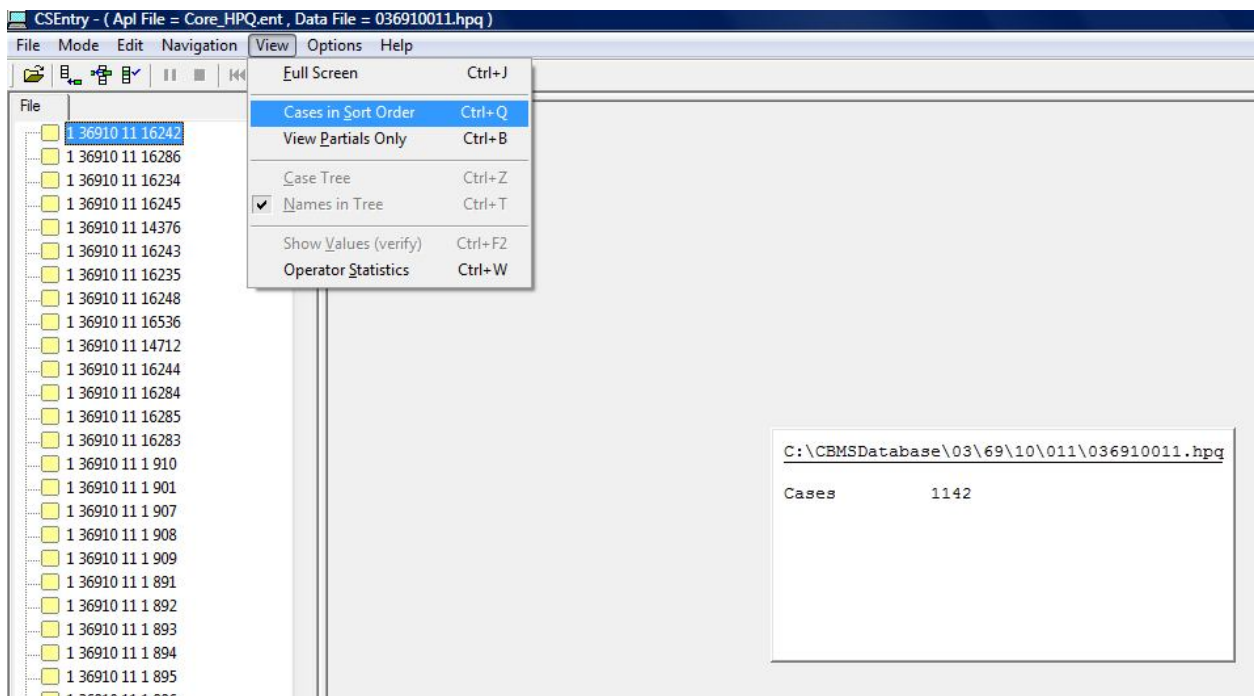 CSEntry - ( Apl File = Core_HPQ.ent , Data File = 036910011.hpq )
File Mode Edit Navigation View Options Help
Full Screen Ctrl+J
Cases in Sort Order Ctrl+Q
View Partials Only Ctrl+B
Case Tree Ctrl+Z
Names in Tree Ctrl+T
Show Values (verify) Ctrl+F2
Operator Statistics Ctrl+W
File
1 36910 11 16242
1 36910 11 16286
1 36910 11 16234
1 36910 11 16245
1 36910 11 14376
1 36910 11 16243
1 36910 11 16235
1 36910 11 16248
1 36910 11 16536
1 36910 11 14712
1 36910 11 16244
1 36910 11 16284
1 36910 11 16285
1 36910 11 16283
1 36910 11 1 910
1 36910 11 1 901
1 36910 11 1 907
1 36910 11 1 908
1 36910 11 1 909
1 36910 11 1 891
1 36910 11 1 892
1 36910 11 1 893
1 36910 11 1 894
1 36910 11 1 895
C:\CBMSDatabase\03\69\10\011\036910011.hpq
Cases 1142